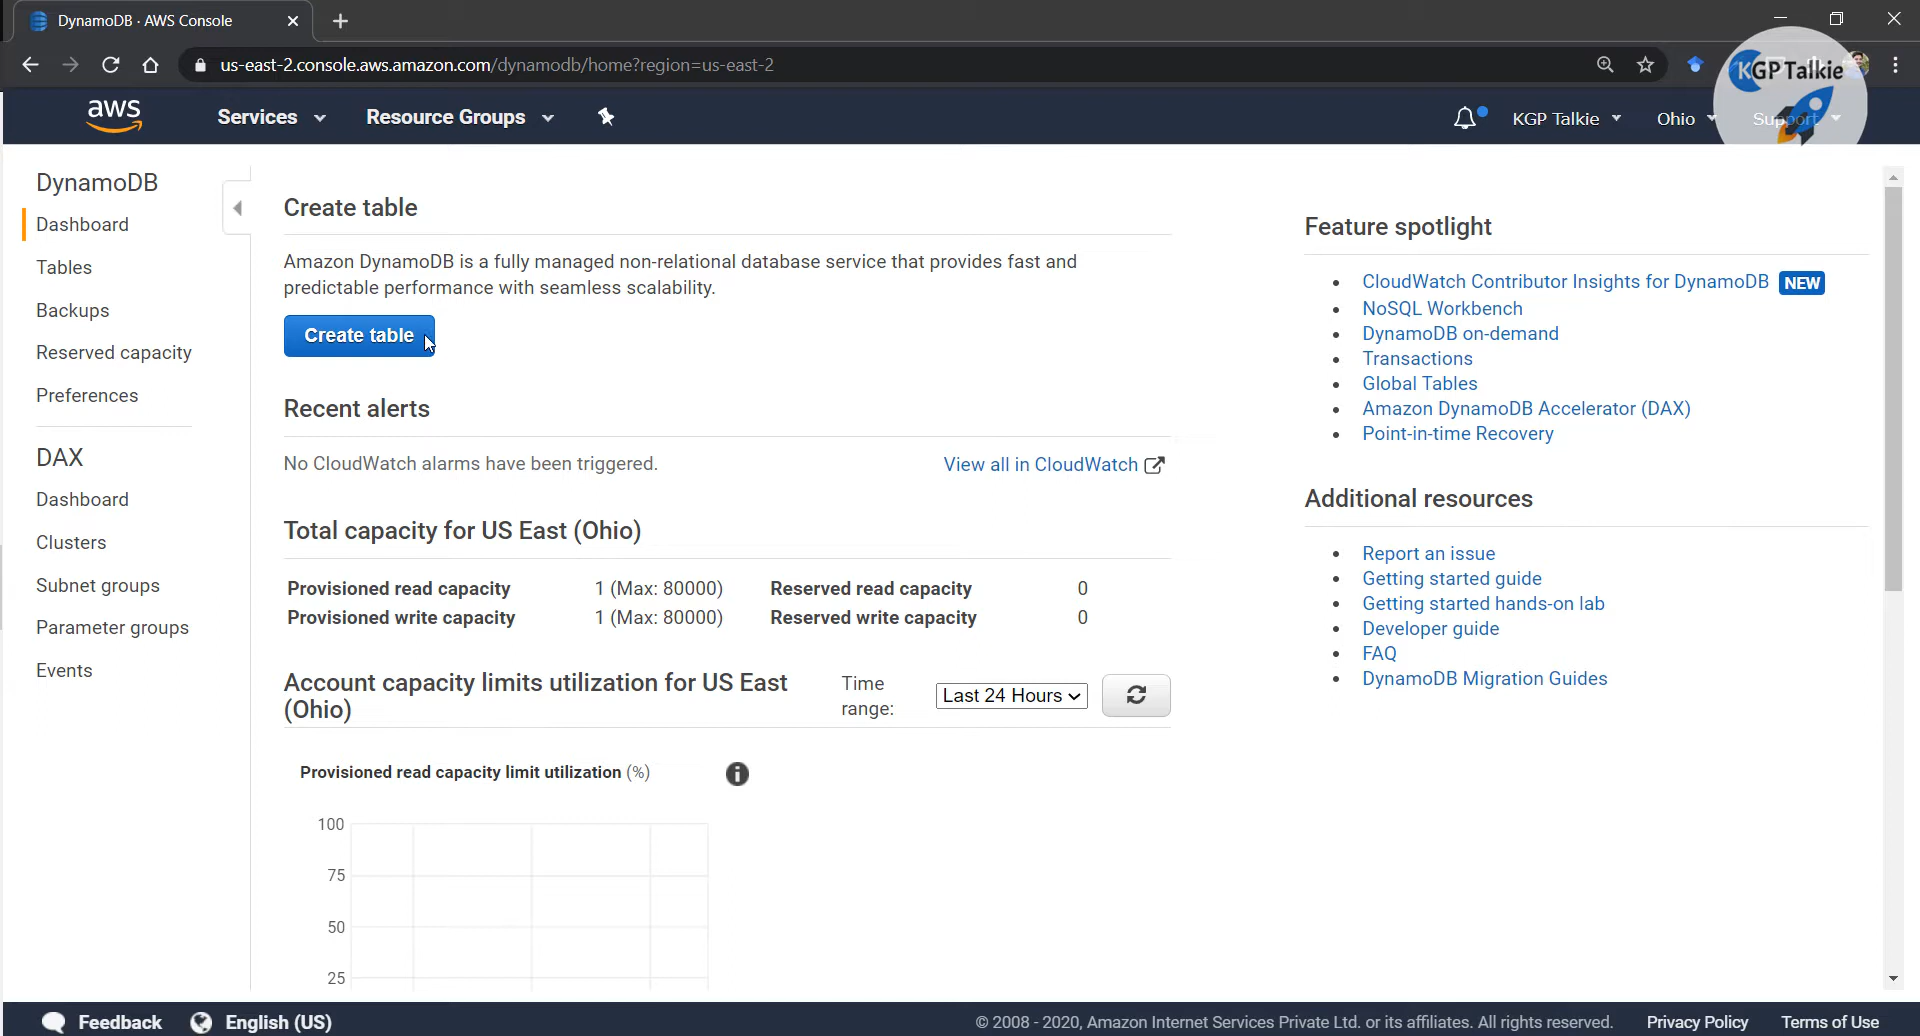 DynamoDB · AWS Console
us-east-2.console.aws.amazon.com/dynamodb/home?region=us-east-2
KGPTalkie
aws
Services
Resource Groups
KGP Talkie
Ohio
Support
DynamoDB
Dashboard
Tables
Backups
Reserved capacity
Preferences
DAX
Dashboard
Clusters
Subnet groups
Parameter groups
Events
Create table
Amazon DynamoDB is a fully managed non-relational database service that provides fast and
predictable performance with seamless scalability.
Create table
Recent alerts
No CloudWatch alarms have been triggered.
View all in CloudWatch
Total capacity for US East (Ohio)
Provisioned read capacity 1 (Max: 80000) Reserved read capacity 0
Provisioned write capacity 1 (Max: 80000) Reserved write capacity 0
Account capacity limits utilization for US East
(Ohio)
Time
range:
Last 24 Hours
Provisioned read capacity limit utilization (%)
100
75
50
25
Feature spotlight
CloudWatch Contributor Insights for DynamoDB NEW
NoSQL Workbench
DynamoDB on-demand
Transactions
Global Tables
Amazon DynamoDB Accelerator (DAX)
Point-in-time Recovery
Additional resources
Report an issue
Getting started guide
Getting started hands-on lab
Developer guide
FAQ
DynamoDB Migration Guides
Feedback
English (US)
© 2008 - 2020, Amazon Internet Services Private Ltd. or its affiliates. All rights reserved.
Privacy Policy
Terms of Use